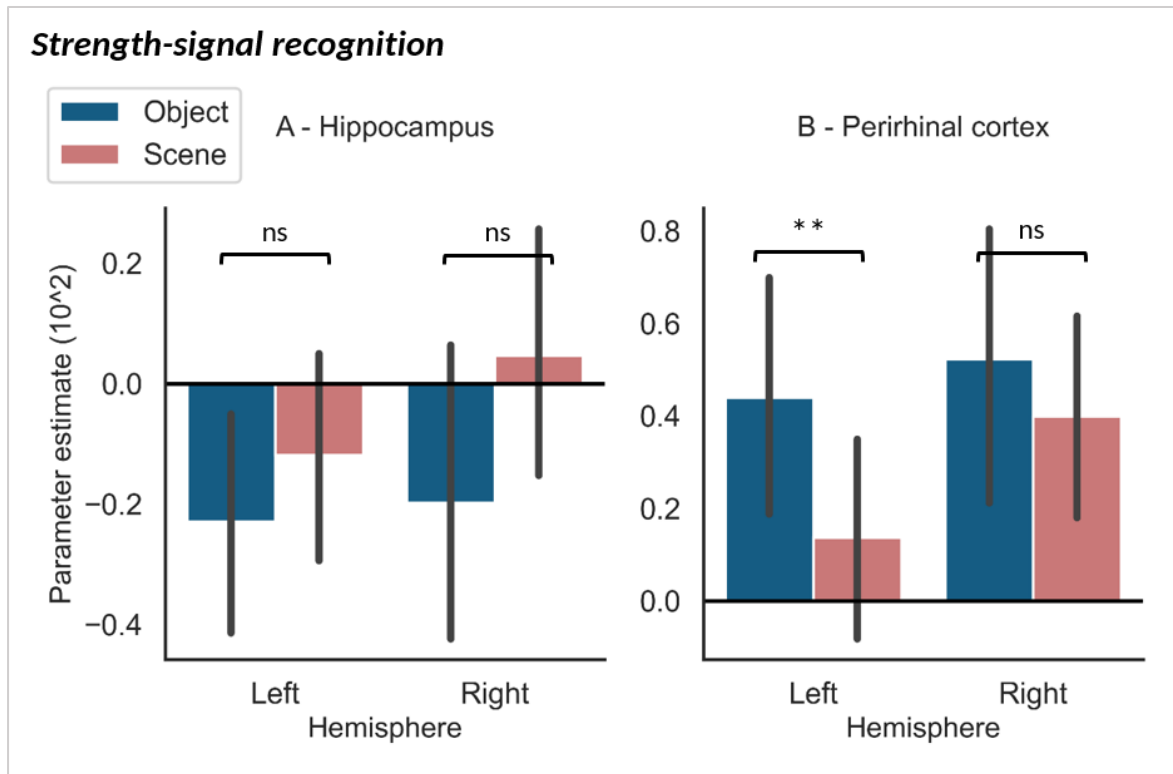 Strength-signal recognition
Object
Scene
A - Hippocampus
B - Perirhinal cortex
Parameter estimate (10^2)
0.2
0.0
−0.2
−0.4
ns
ns
Left
Right
Hemisphere
0.8
0.6
0.4
0.2
0.0
**
ns
Left
Right
Hemisphere